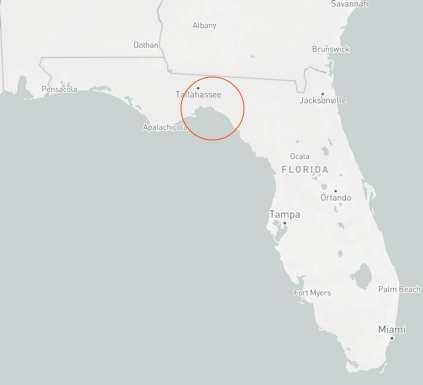 Savannah
Albany
Dothan
Brunswick
Pensacola
Tallahassee
Jacksonville
Apalachicola
Ocala
FLORIDA
Orlando
Tampa
Fort Myers
Palm Beach
Miami